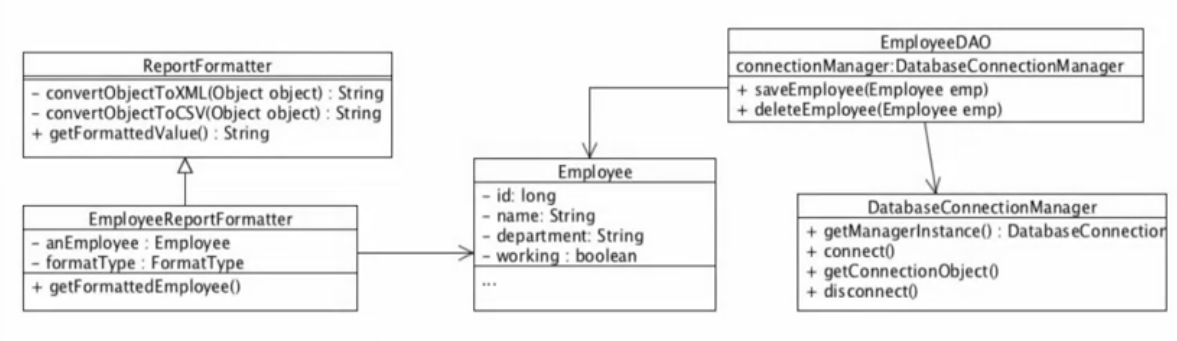 ReportFormatter
- convertObjectToXML(Object object) : String
- convertObjectToCSV(Object object) : String
+ getFormattedValue() : String
EmployeeReportFormatter
- anEmployee : Employee
- formatType : FormatType
+ getFormattedEmployee()
Employee
- id: long
- name: String
- department: String
- working : boolean
...
EmployeeDAO
connectionManager:DatabaseConnectionManager
+ saveEmployee(Employee emp)
+ deleteEmployee(Employee emp)
DatabaseConnectionManager
+ getManagerInstance() : DatabaseConnection
+ connect()
+ getConnectionObject()
+ disconnect()